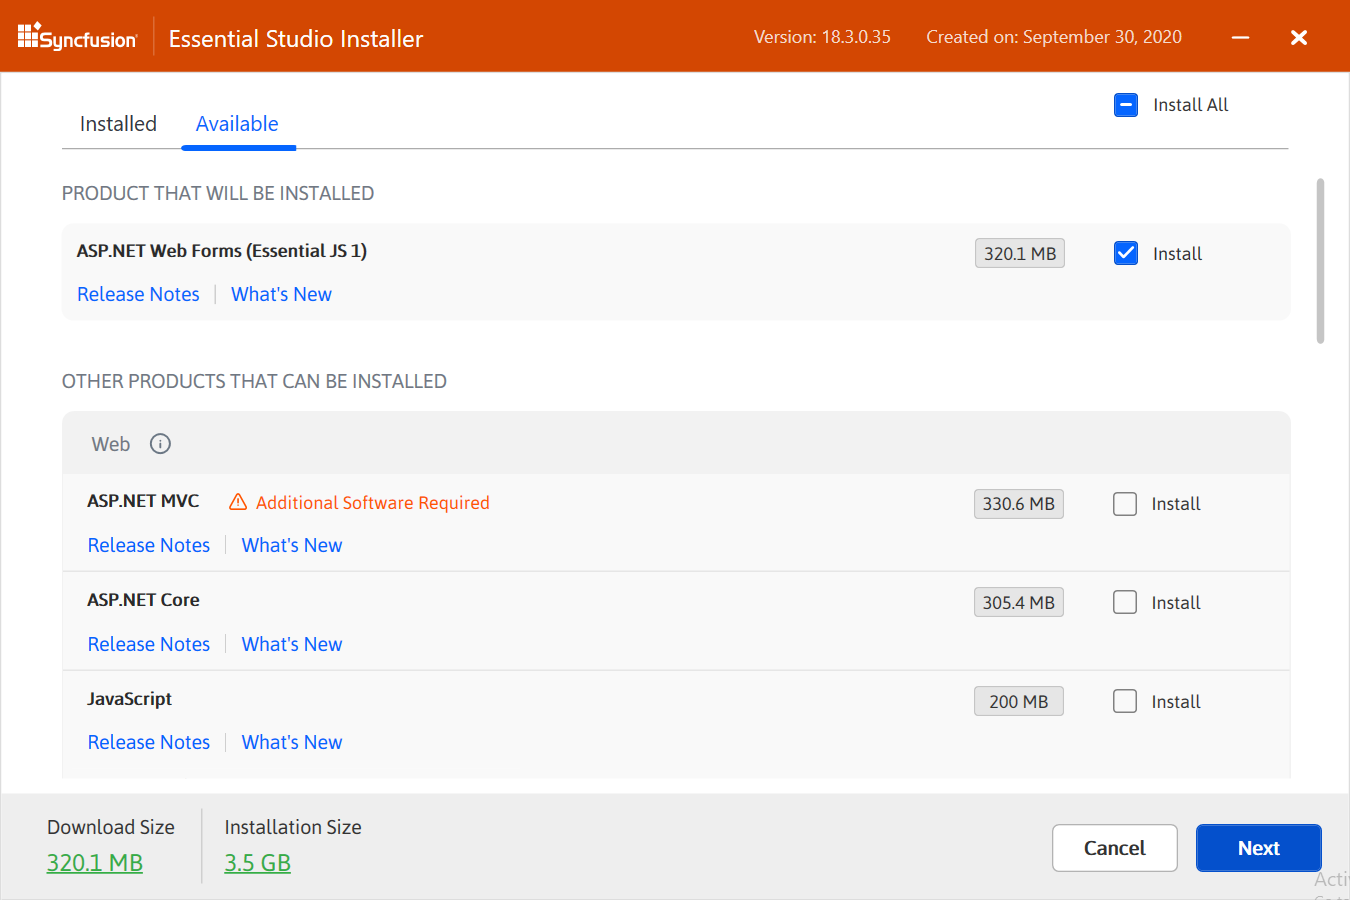 Syncfusion
Essential Studio Installer
Version: 18.3.0.35
Created on: September 30, 2020
Installed
Available
Install All
PRODUCT THAT WILL BE INSTALLED
ASP.NET Web Forms (Essential JS 1)
320.1 MB
Install
Release Notes
What's New
OTHER PRODUCTS THAT CAN BE INSTALLED
Web
ASP.NET MVC
Additional Software Required
330.6 MB
Install
Release Notes
What's New
ASP.NET Core
305.4 MB
Install
Release Notes
What's New
JavaScript
200 MB
Install
Release Notes
What's New
Download Size
320.1 MB
Installation Size
3.5 GB
Cancel
Next